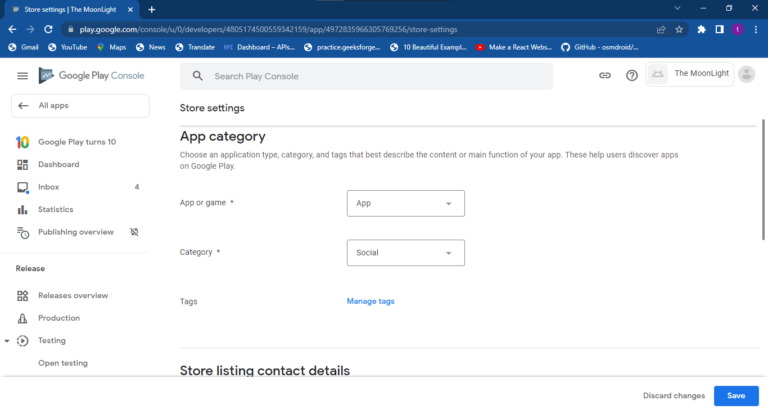 Store settings | The MoonLight
play.google.com/console/u/0/developers/4805174500559342159/app/4972835966305769256/store-settings
Gmail YouTube Maps News Translate Dashboard – APIs... practice.geeksforge... 10 Beautiful Exampl... Make a React Webs... GitHub - osmdroid/...
Google Play Console
Search Play Console
The MoonLight
All apps
Store settings
10 Google Play turns 10
Dashboard
Inbox 4
Statistics
Publishing overview
Release
Releases overview
Production
Testing
Open testing
App category
Choose an application type, category, and tags that best describe the content or main function of your app. These help users discover apps
on Google Play.
App or game * App
Category * Social
Tags Manage tags
Store listing contact details
Discard changes Save